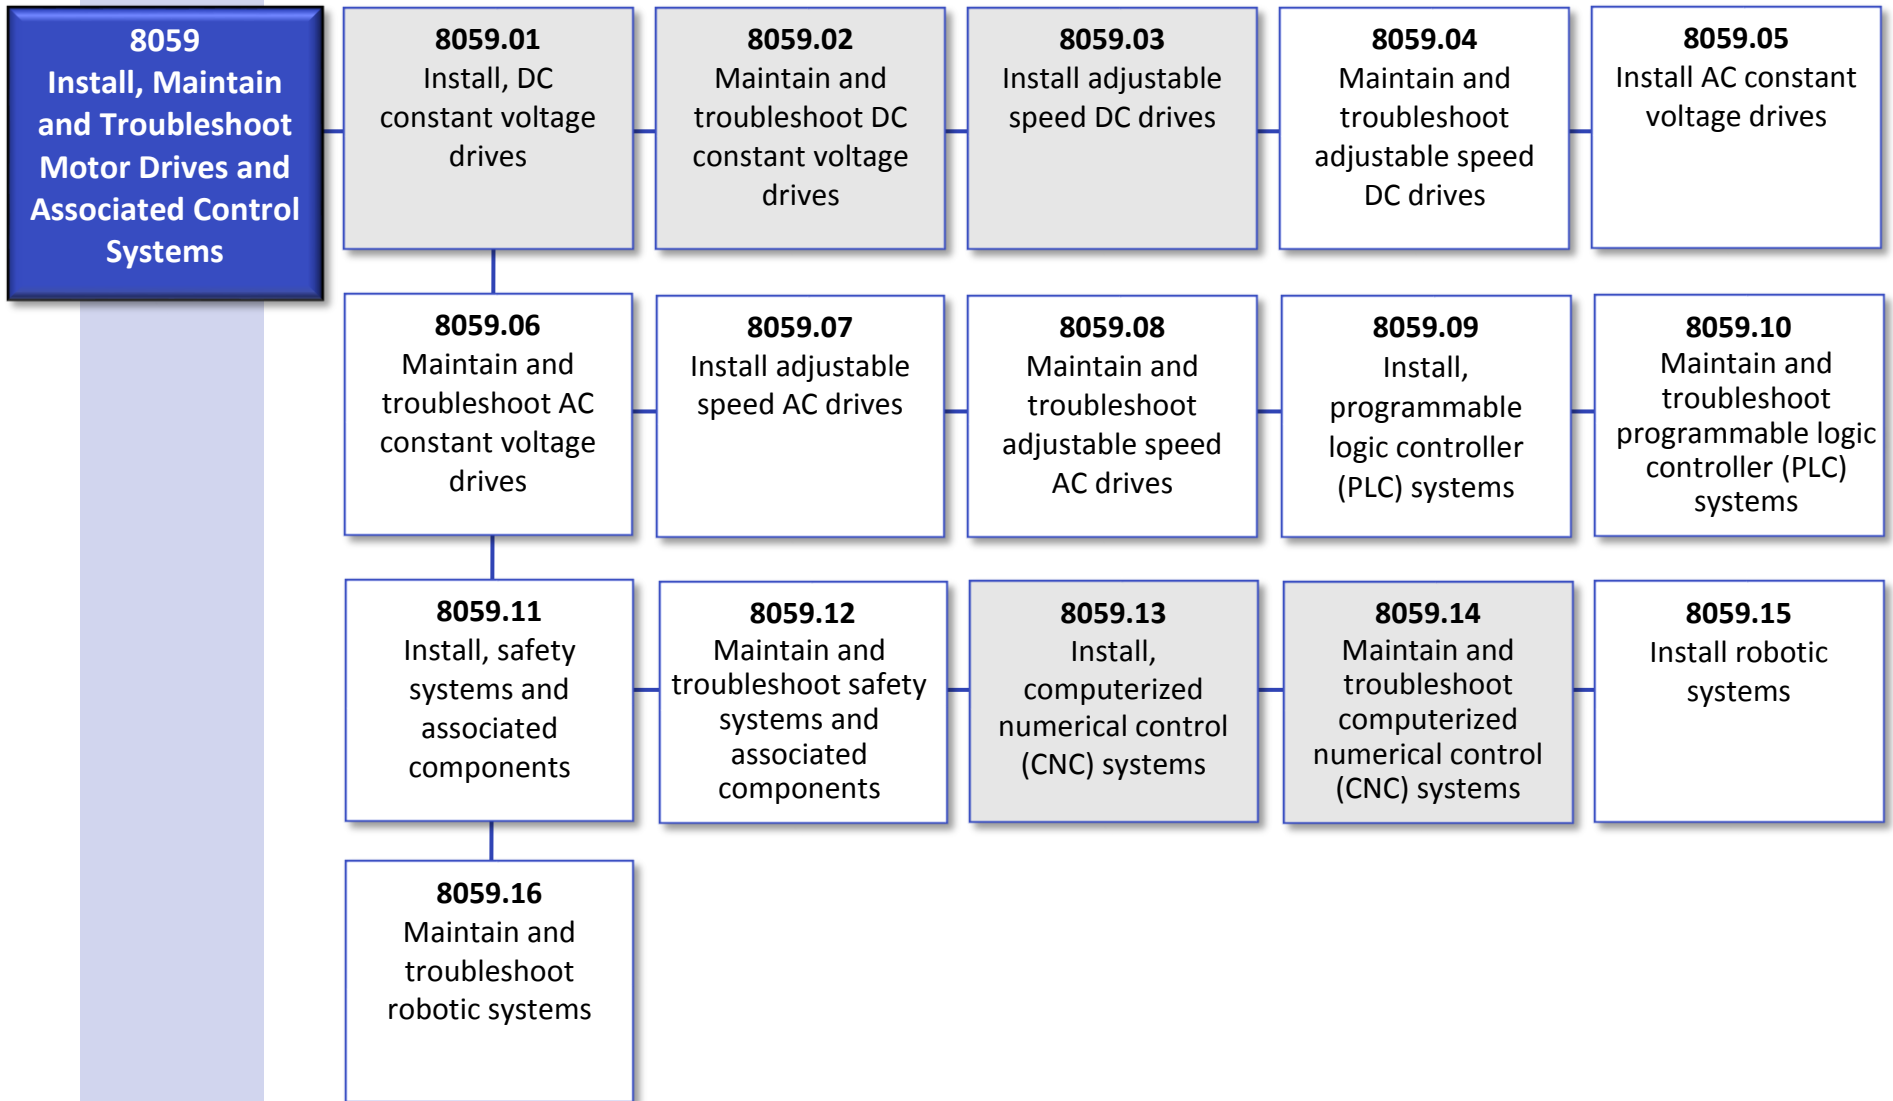 8059
Install, Maintain
and Troubleshoot
Motor Drives and
Associated Control
Systems
8059.01
Install, DC
constant voltage
drives
8059.02
Maintain and
troubleshoot DC
constant voltage
drives
8059.03
Install adjustable
speed DC drives
8059.04
Maintain and
troubleshoot
adjustable speed
DC drives
8059.05
Install AC constant
voltage drives
8059.06
Maintain and
troubleshoot AC
constant voltage
drives
8059.07
Install adjustable
speed AC drives
8059.08
Maintain and
troubleshoot
adjustable speed
AC drives
8059.09
Install,
programmable
logic controller
(PLC) systems
8059.10
Maintain and
troubleshoot
programmable logic
controller (PLC)
systems
8059.11
Install, safety
systems and
associated
components
8059.12
Maintain and
troubleshoot safety
systems and
associated
components
8059.13
Install,
computerized
numerical control
(CNC) systems
8059.14
Maintain and
troubleshoot
computerized
numerical control
(CNC) systems
8059.15
Install robotic
systems
8059.16
Maintain and
troubleshoot
robotic systems